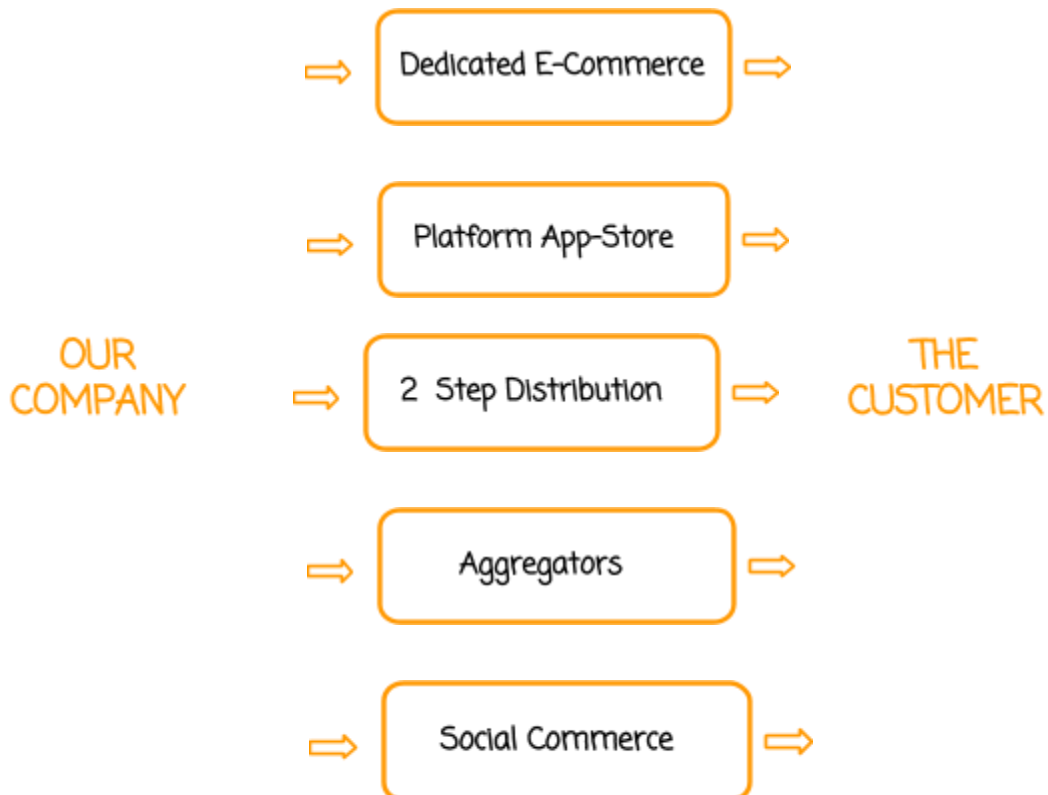 Dedicated E-Commerce
Platform App-Store
OUR
COMPANY
2 Step Distribution
THE
CUSTOMER
Aggregators
Social Commerce